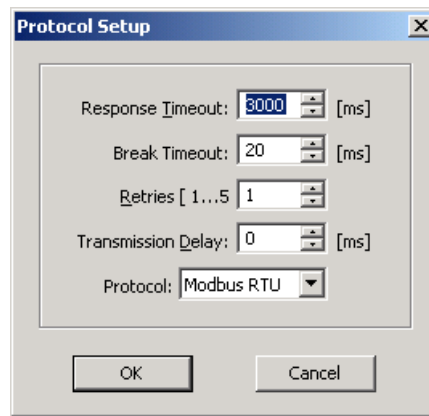 Protocol Setup
Response Timeout: 3000 [ms]
Break Timeout: 20 [ms]
Retries [ 1...5 1
Transmission Delay: 0 [ms]
Protocol: Modbus RTU
OK Cancel